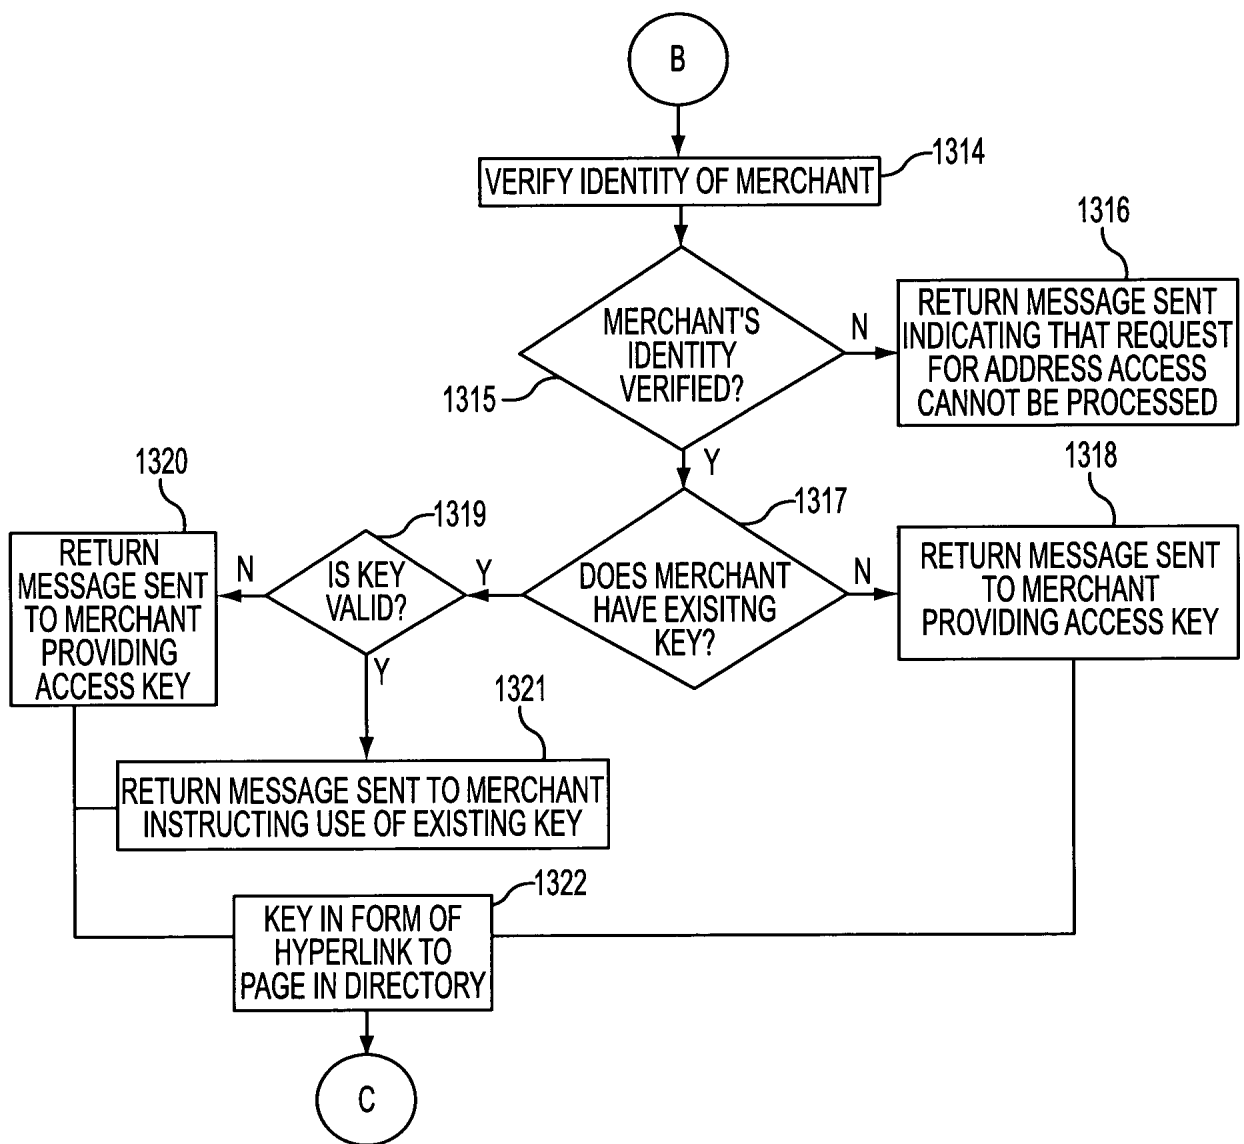 B
1314
VERIFY IDENTITY OF MERCHANT
1316
RETURN MESSAGE SENT
INDICATING THAT REQUEST
FOR ADDRESS ACCESS
CANNOT BE PROCESSED
MERCHANT'S
IDENTITY
VERIFIED?
N
1315
Y
1320
1319
1317
1318
RETURN
MESSAGE SENT
TO MERCHANT
PROVIDING
ACCESS KEY
N
IS KEY
VALID?
Y
DOES MERCHANT
HAVE EXISITNG
KEY?
N
RETURN MESSAGE SENT
TO MERCHANT
PROVIDING ACCESS KEY
Y
1321
RETURN MESSAGE SENT TO MERCHANT
INSTRUCTING USE OF EXISTING KEY
1322
KEY IN FORM OF
HYPERLINK TO
PAGE IN DIRECTORY
C